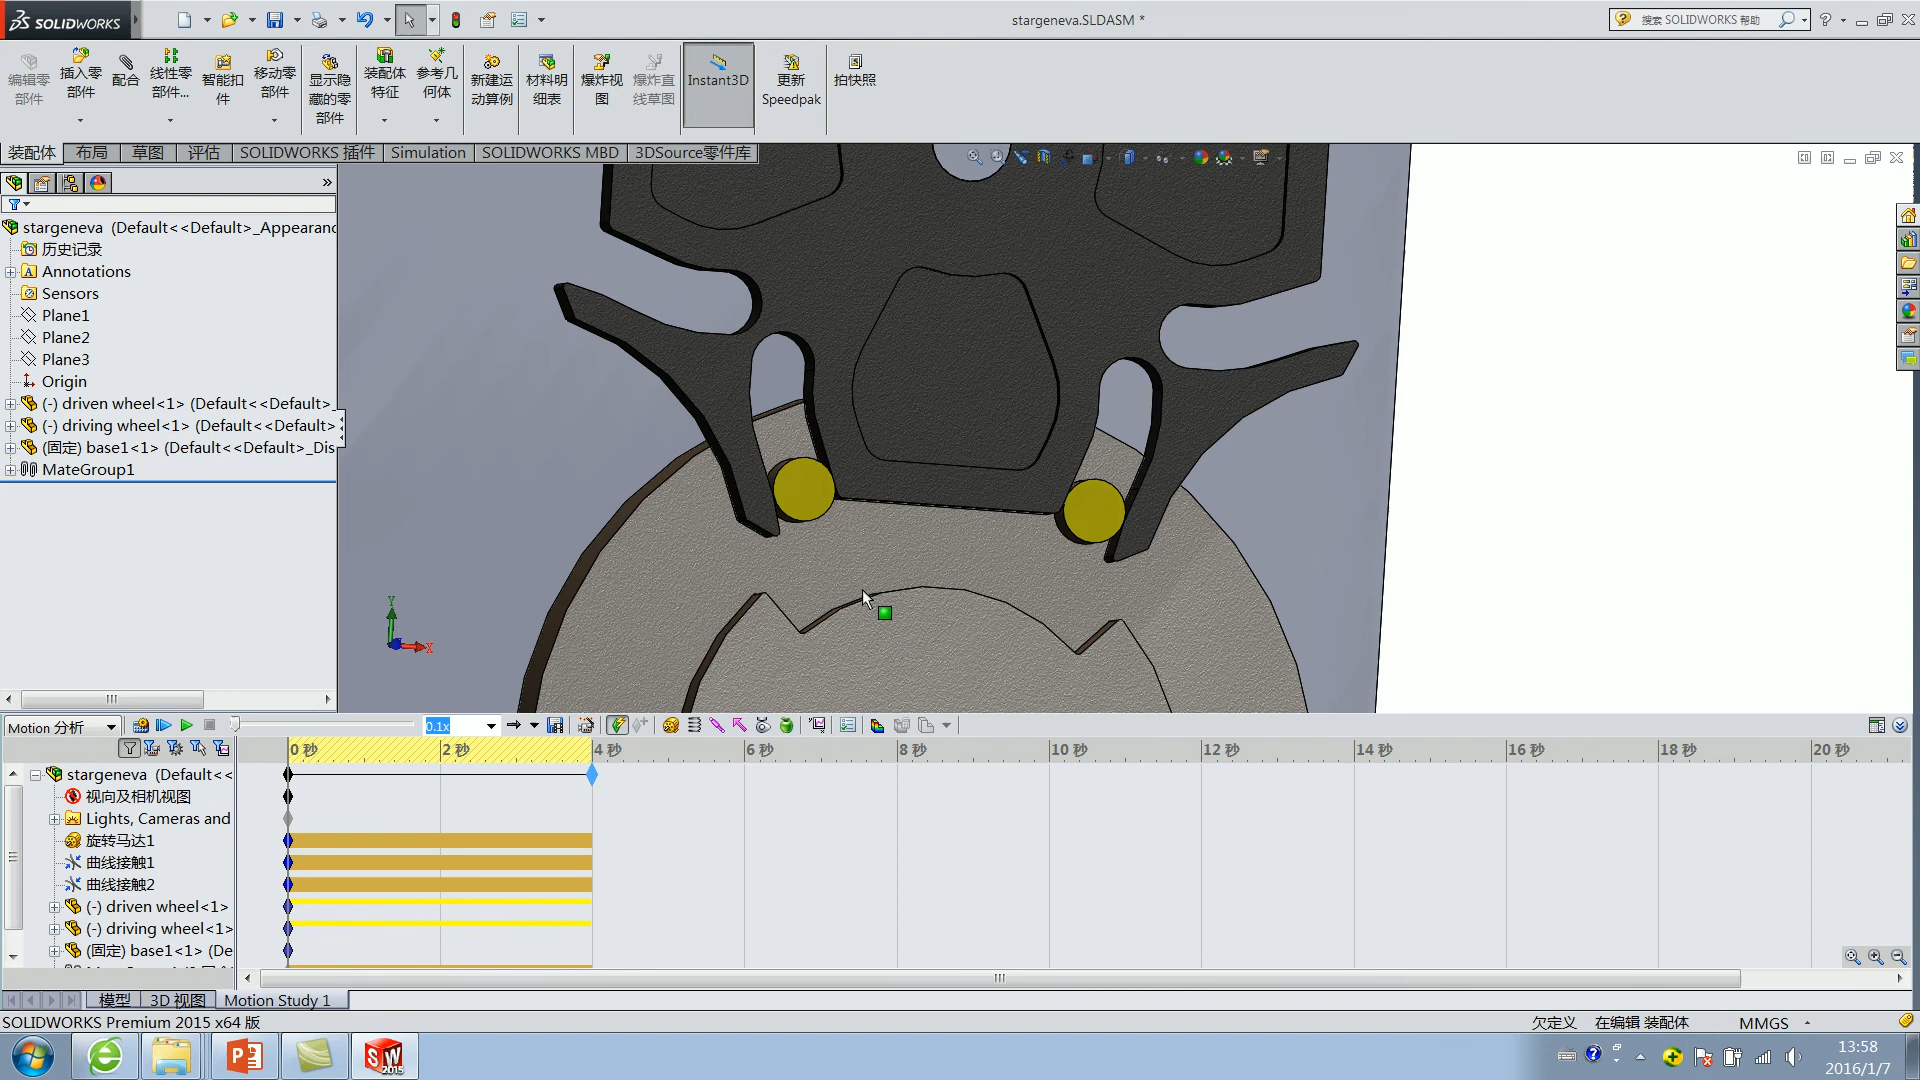 SOLIDWORKS
stargeneva.SLDASM *
搜索 SOLIDWORKS 帮助
编辑零部件
插入零部件
配合
线性零部件...
智能扣件
移动零部件
显示隐藏的零部件
装配体特征
参考几何体
新建运动算例
材料明细表
爆炸视图
爆炸直线草图
Instant3D
更新 Speedpak
拍快照
装配体
布局
草图
评估
SOLIDWORKS 插件
Simulation
SOLIDWORKS MBD
3DSource零件库
stargeneva (Default<<Default>_Appearanc
历史记录
Annotations
Sensors
Plane1
Plane2
Plane3
Origin
(-) driven wheel<1> (Default<<Default>_
(-) driving wheel<1> (Default<<Default>
(固定) base1<1> (Default<<Default>_Dis
MateGroup1
Y
X
Motion 分析
0.1x
0 秒
2 秒
4 秒
6 秒
8 秒
10 秒
12 秒
14 秒
16 秒
18 秒
20 秒
stargeneva (Default<<
视向及相机视图
Lights, Cameras and
旋转马达1
曲线接触1
曲线接触2
(-) driven wheel<1>
(-) driving wheel<1>
(固定) base1<1> (De
模型
3D 视图
Motion Study 1
SOLIDWORKS Premium 2015 x64 版
欠定义
在编辑 装配体
MMGS
SW 2015
13:58
2016/1/7